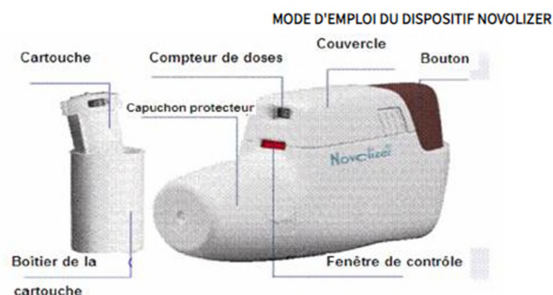 MODE D'EMPLOI DU DISPOSITIF NOVOLIZER
Couvercle
Cartouche
Compteur de doses
Bouton
Capuchon protecteur
Novolizer
Boîtier de la
cartouche
Fenêtre de contrôle